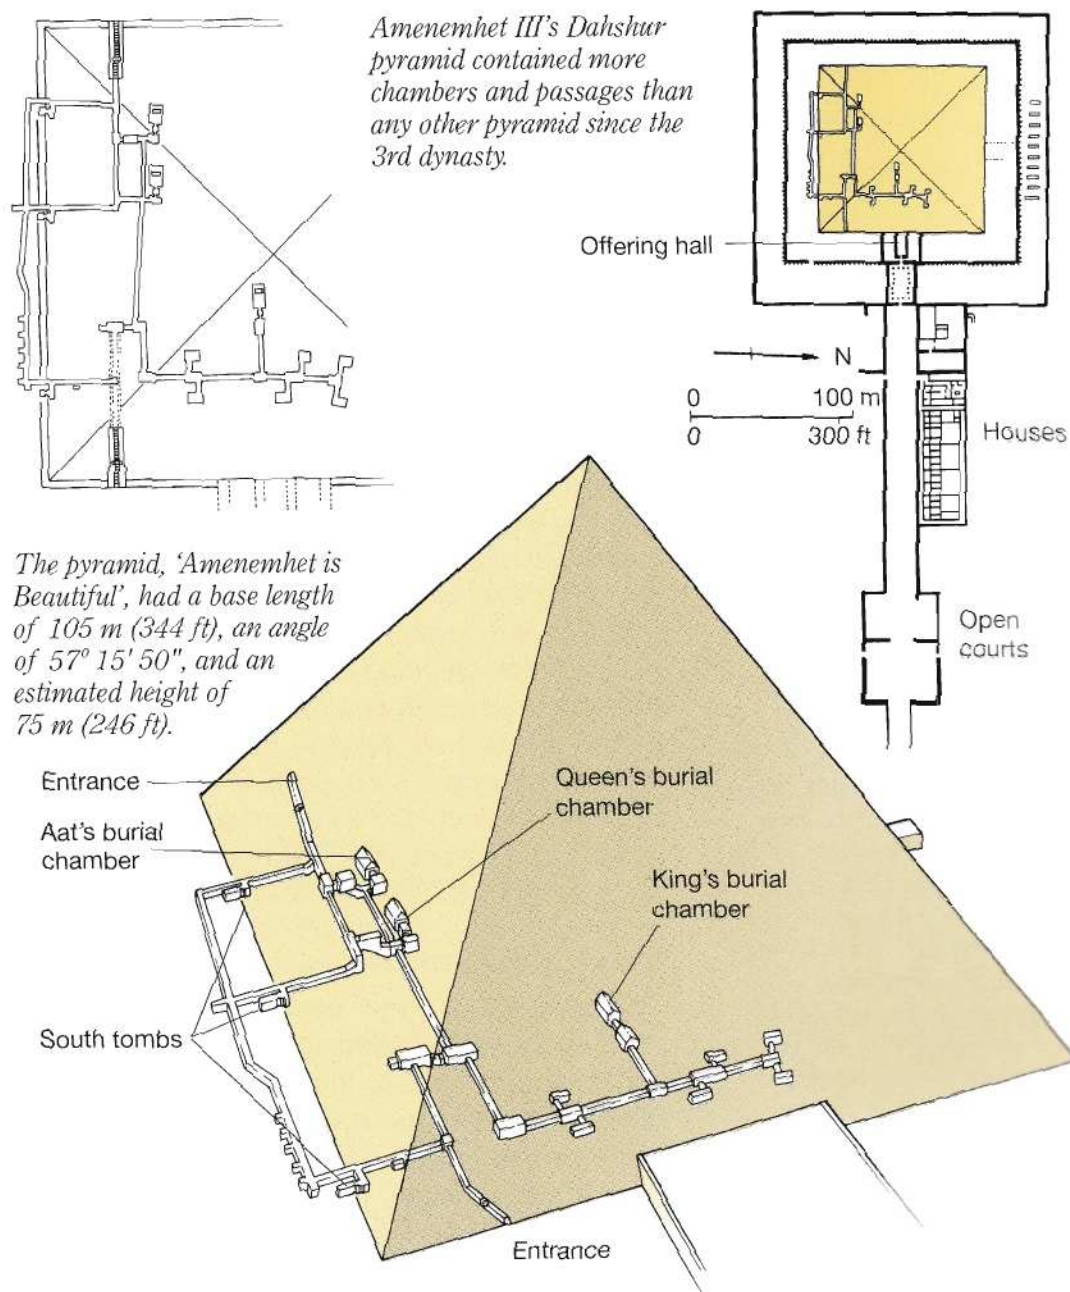 Amenemhet III's Dahshur
pyramid contained more
chambers and passages than
any other pyramid since the
3rd dynasty.
Offering hall
N
0 100 m
0 300 ft
Houses
Open
courts
The pyramid, 'Amenemhet is
Beautiful', had a base length
of 105 m (344 ft), an angle
of 57° 15' 50", and an
estimated height of
75 m (246 ft).
Entrance
Aat's burial
chamber
Queen's burial
chamber
King's burial
chamber
South tombs
Entrance